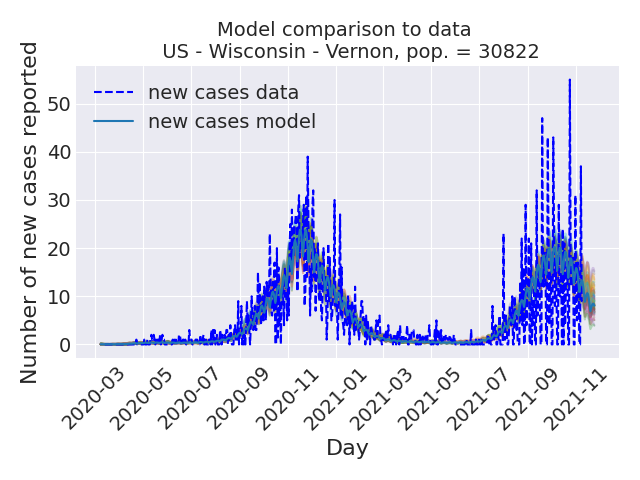 Model comparison to data
US - Wisconsin - Vernon, pop. = 30822
Number of new cases reported
50
40
30
20
10
0
new cases data
new cases model
2020-03
2020-05
2020-07
2020-09
2020-11
2021-01
2021-03
2021-05
2021-07
2021-09
2021-11
Day